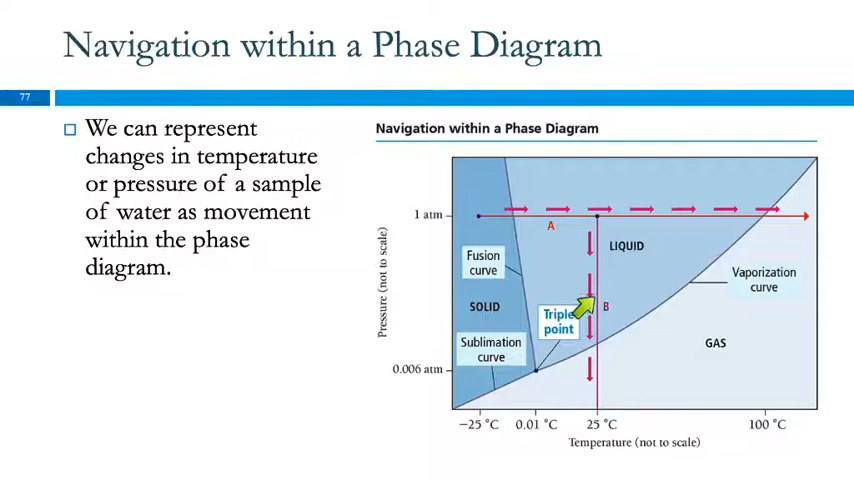 Navigation within a Phase Diagram
77
We can represent
changes in temperature
or pressure of a sample
of water as movement
within the phase
diagram.
Navigation within a Phase Diagram
Pressure (not to scale)
1 atm
0.006 atm
A
LIQUID
Fusion
curve
Vaporization
curve
SOLID
B
Triple
point
Sublimation
curve
GAS
−25 °C
0.01 °C
25 °C
100 °C
Temperature (not to scale)